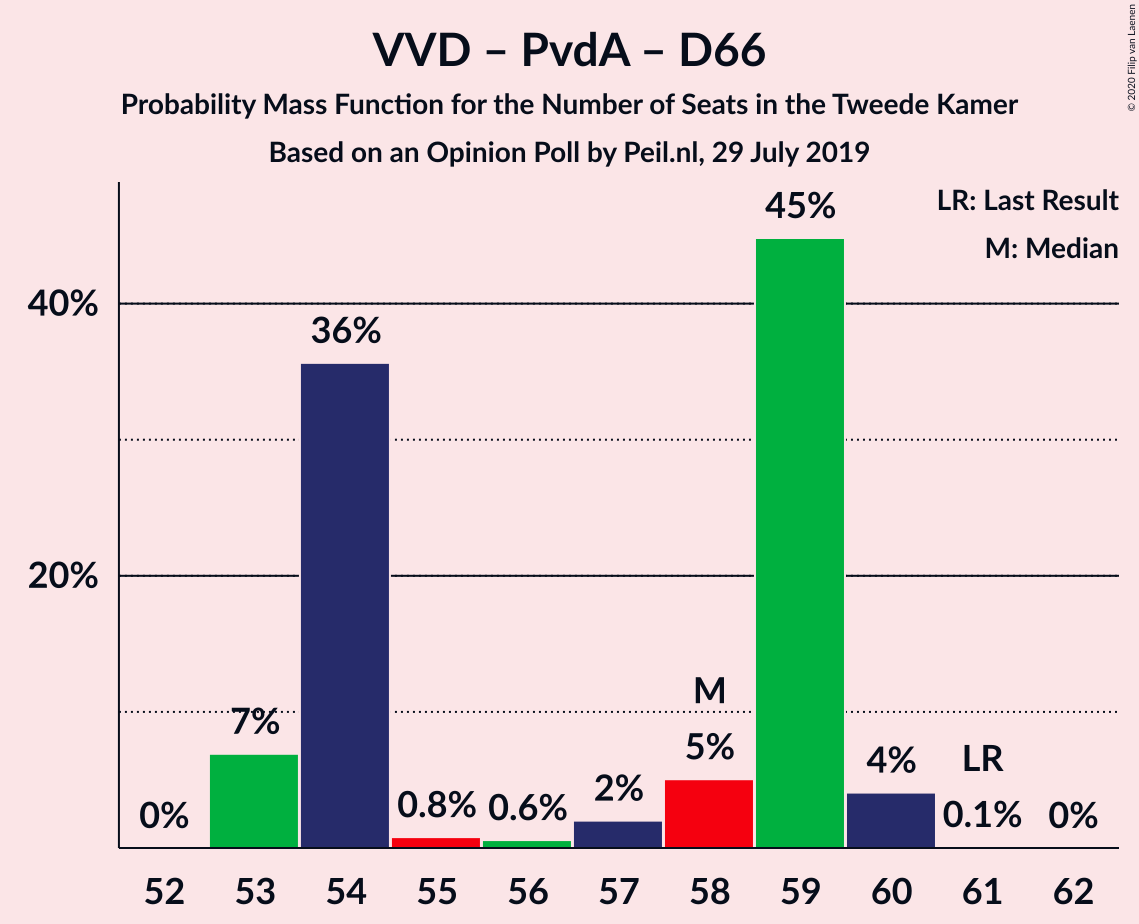 VVD – PvdA – D66
Probability Mass Function for the Number of Seats in the Tweede Kamer
Based on an Opinion Poll by Peil.nl, 29 July 2019
© 2020 Filip van Laenen
LR: Last Result
M: Median
40%
20%
0%
7%
36%
0.8%
0.6%
2%
M
5%
45%
4%
LR
0.1%
0%
52 53 54 55 56 57 58 59 60 61 62